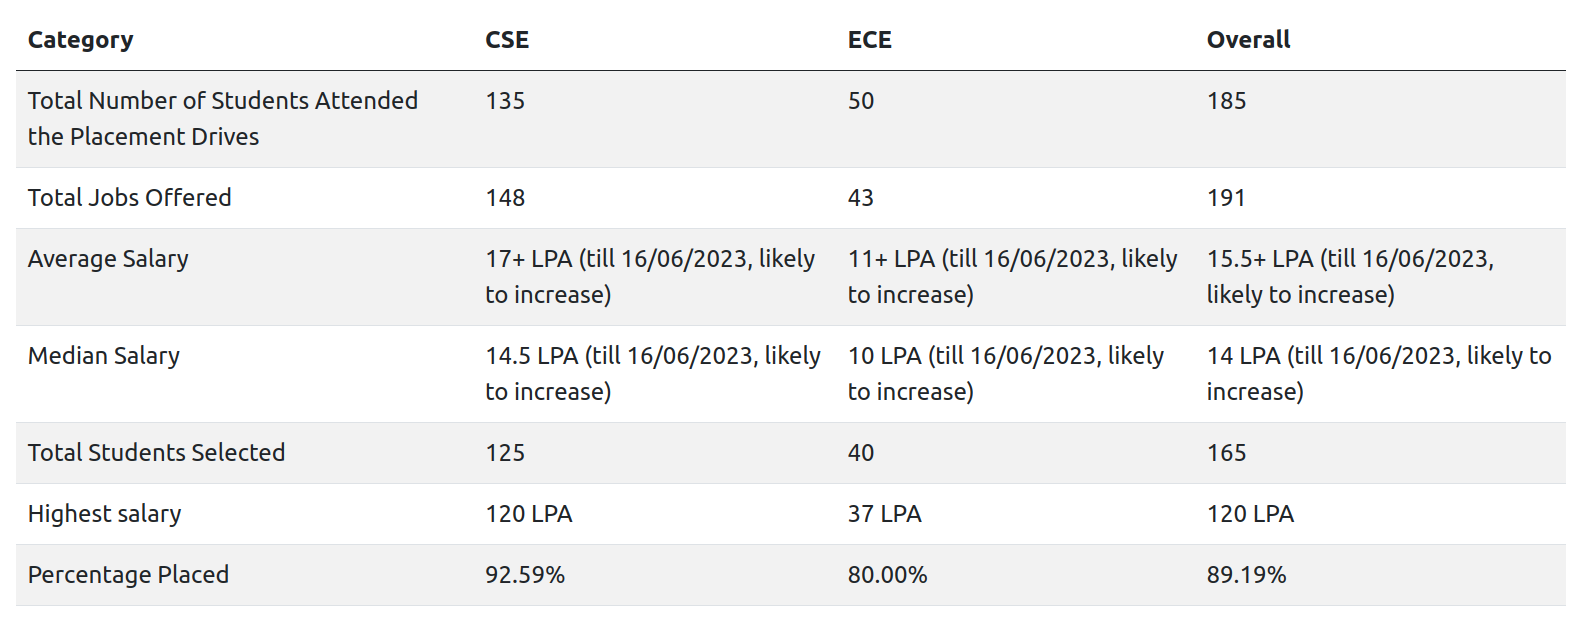 Category CSE ECE Overall
Total Number of Students Attended 135 50 185
the Placement Drives
Total Jobs Offered 148 43 191
Average Salary 17+ LPA (till 16/06/2023, likely 11+ LPA (till 16/06/2023, likely 15.5+ LPA (till 16/06/2023,
to increase) to increase) likely to increase)
Median Salary 14.5 LPA (till 16/06/2023, likely 10 LPA (till 16/06/2023, likely 14 LPA (till 16/06/2023, likely to
to increase) to increase) increase)
Total Students Selected 125 40 165
Highest salary 120 LPA 37 LPA 120 LPA
Percentage Placed 92.59% 80.00% 89.19%